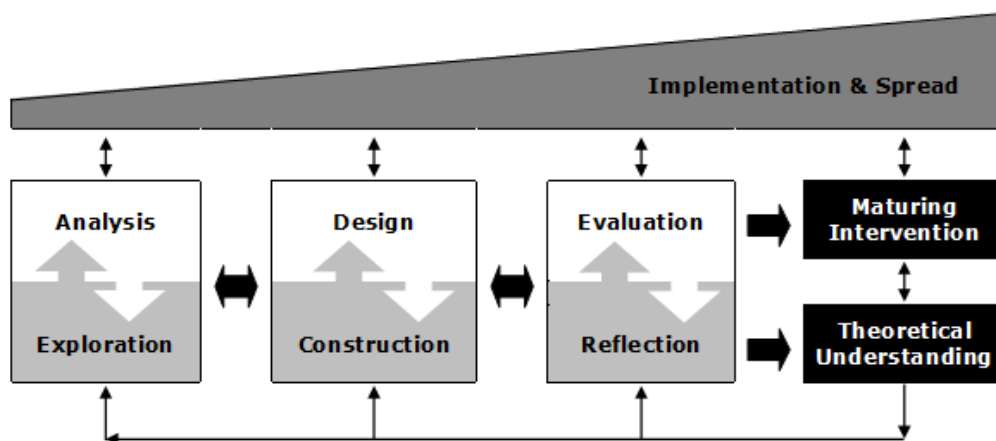 Implementation & Spread
Analysis
Design
Evaluation
Maturing
Intervention
Exploration
Construction
Reflection
Theoretical
Understanding